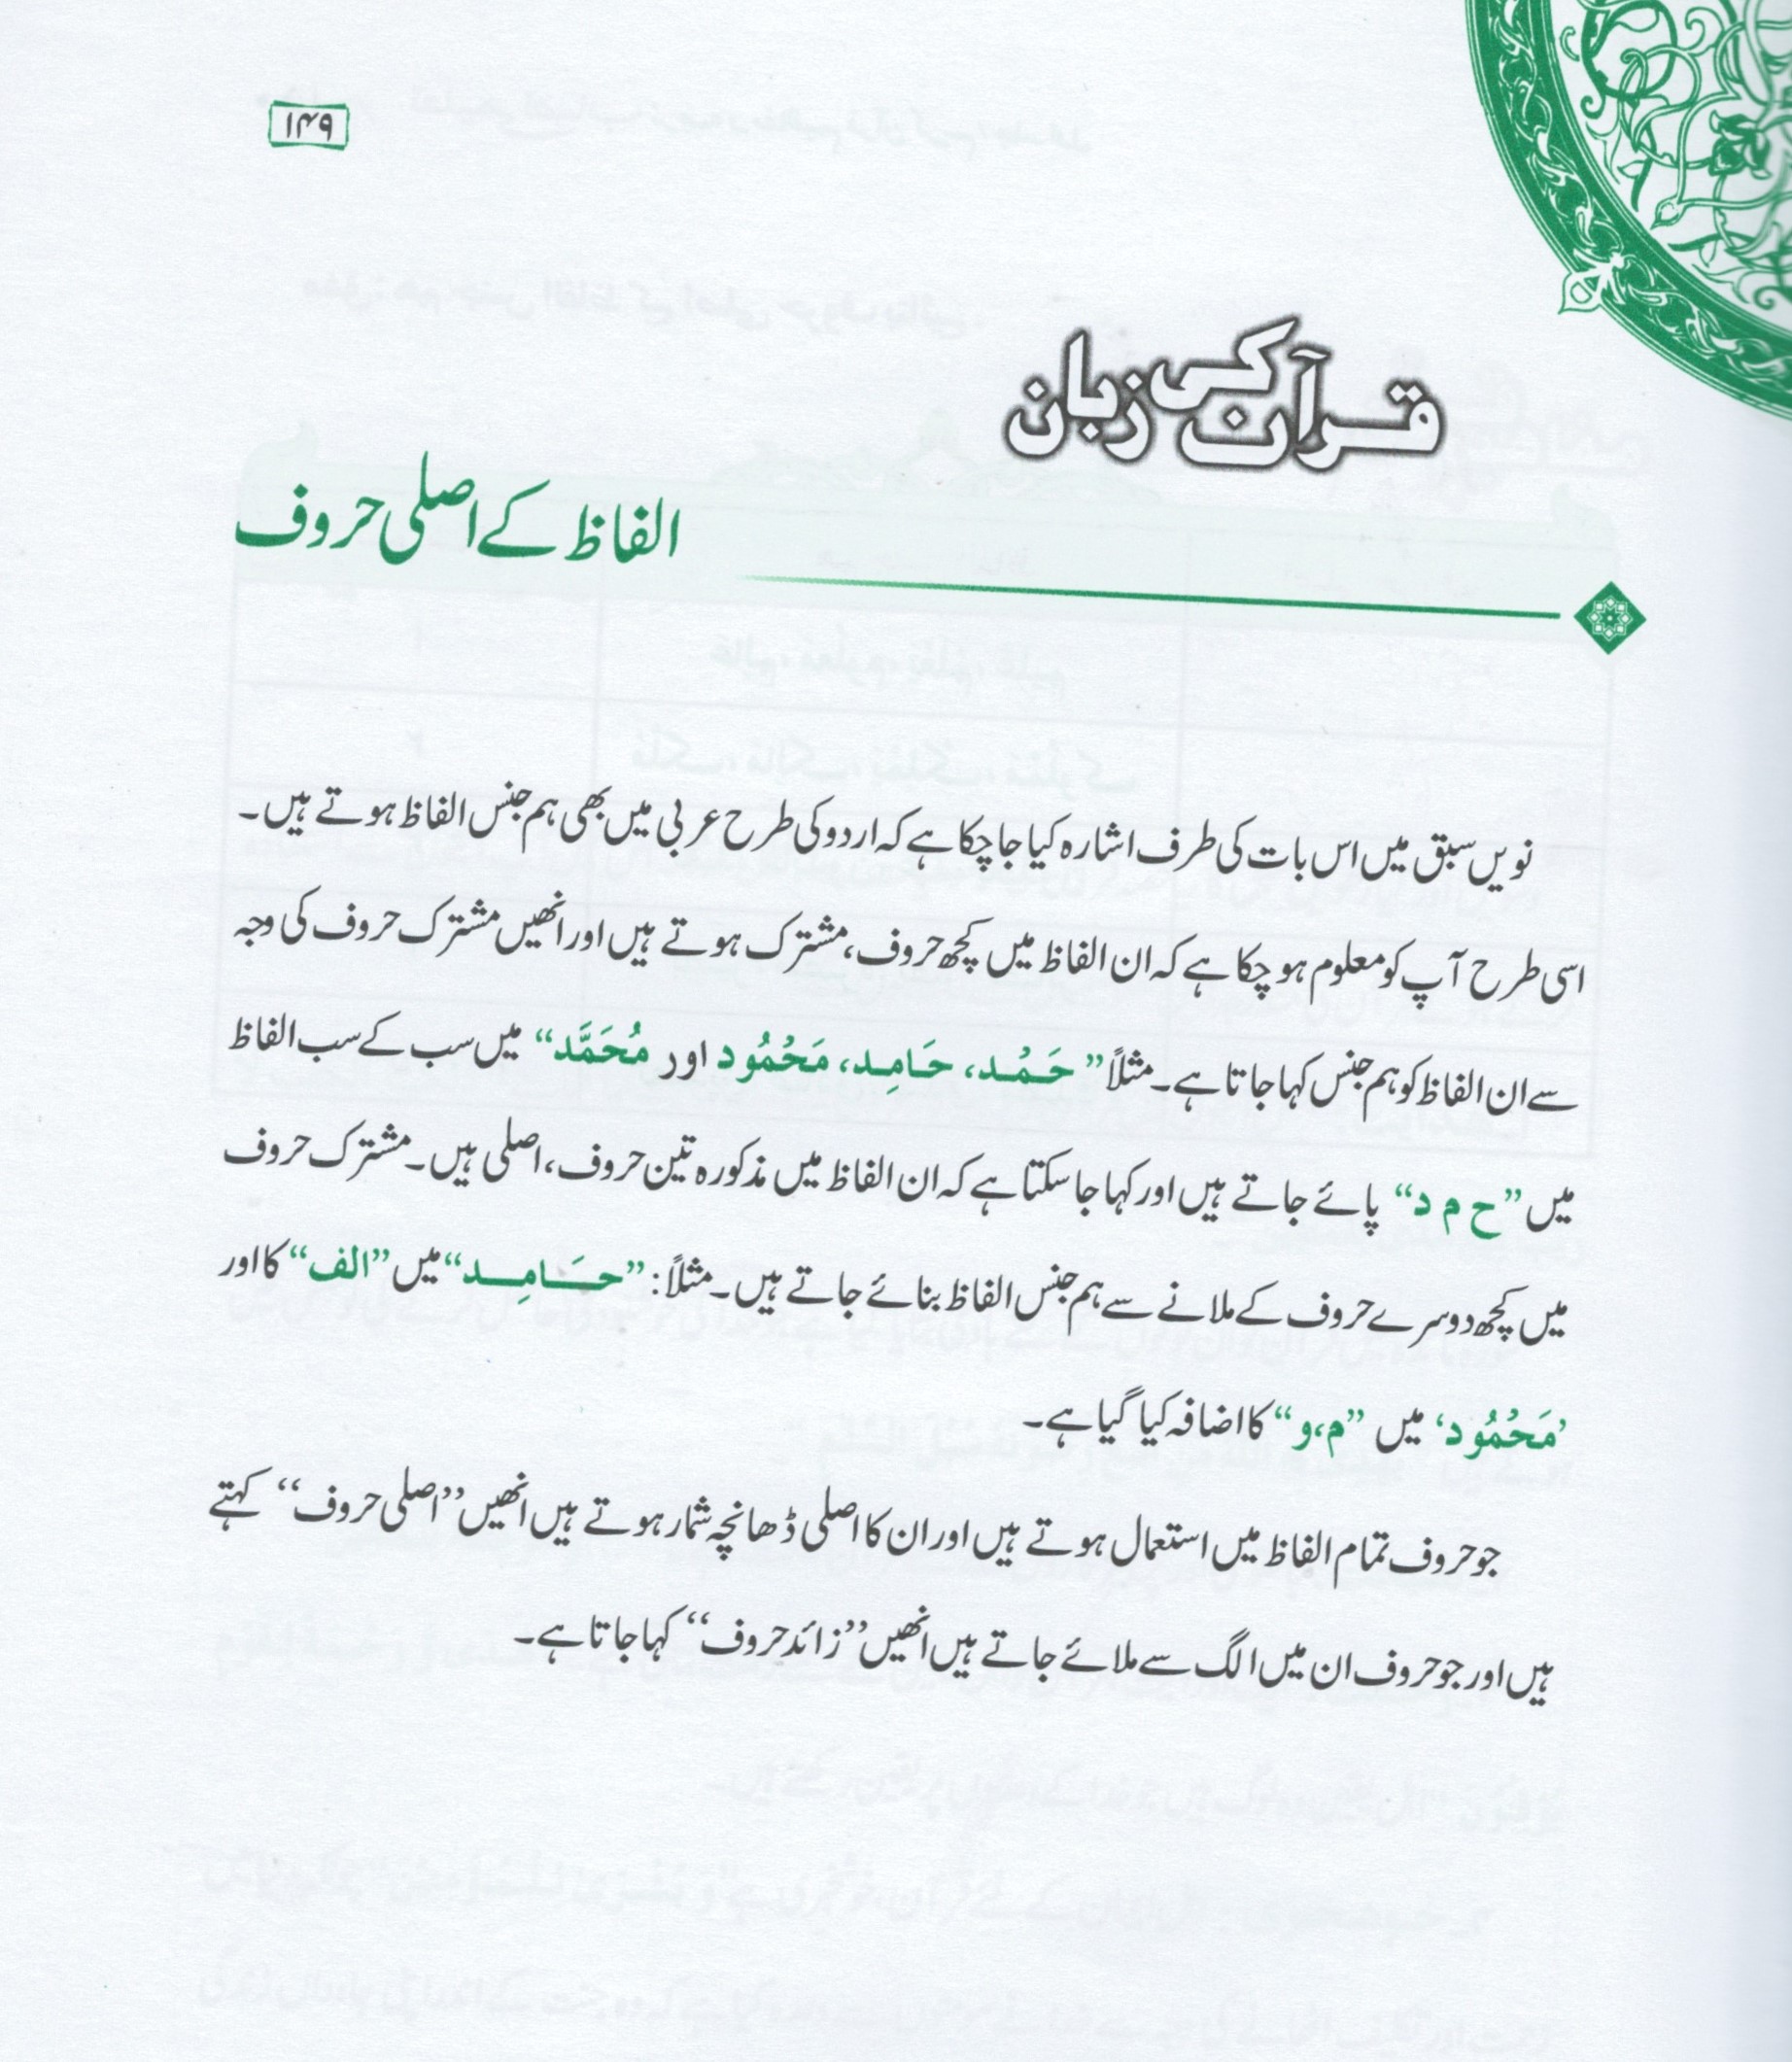 ۱۴۹
قرآن کی زبان
الفاظ کے اصلی حروف
نویں سبق میں اس بات کی طرف اشارہ کیا جا چکا ہے کہ اردو کی طرح عربی میں بھی ہم جنس الفاظ ہوتے ہیں۔
اسی طرح آپ کو معلوم ہو چکا ہے کہ ان الفاظ میں کچھ حروف، مشترک ہوتے ہیں اور انھیں مشترک حروف کی وجہ
سے ان الفاظ کو ہم جنس کہا جاتا ہے۔ مثلاً ”حَمْد، حَامِد، مَحْمُود اور مُحَمَّد“ میں سب کے سب الفاظ
میں ”ح م د“ پائے جاتے ہیں اور کہا جا سکتا ہے کہ ان الفاظ میں مذکورہ تین حروف، اصلی ہیں۔ مشترک حروف
میں کچھ دوسرے حروف کے ملانے سے ہم جنس الفاظ بنائے جاتے ہیں۔ مثلاً: ”حَامِد“ میں ”الف“ کا اور
’مَحْمُود‘ میں ”م،و“ کا اضافہ کیا گیا ہے۔
جو حروف تمام الفاظ میں استعمال ہوتے ہیں اور ان کا اصلی ڈھانچہ شمار ہوتے ہیں انھیں ”اصلی حروف“ کہتے
ہیں اور جو حروف ان میں الگ سے ملائے جاتے ہیں انھیں ”زائد حروف“ کہا جاتا ہے۔